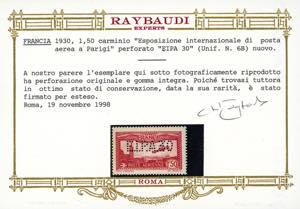 RAYBAUDI
EXPERTS
FRANCIA 1930, 1,50 carminio "Esposizione internazionale di posta
aerea a Parigi" perforato "EIPA 30" (Unif. N. 6B) nuovo.
A nostro parere l'esemplare qui sotto fotograficamente riprodotto
ha perforazione originale e gomma integra. Poiché trovasi tuttora
in ottimo stato di conservazione, data la sua rarità, è stato
firmato per esteso.
Roma, 19 novembre 1998
ROMA